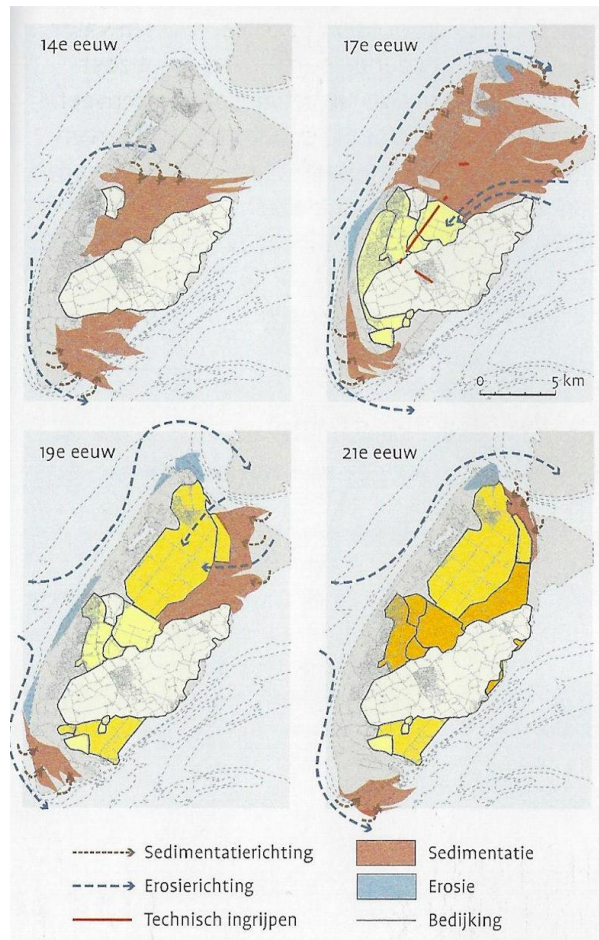 14e eeuw
17e eeuw
0 5 km
19e eeuw
21e eeuw
Sedimentatierichting
Sedimentatie
Erosierichting
Erosie
Technisch ingrijpen
Bedijking